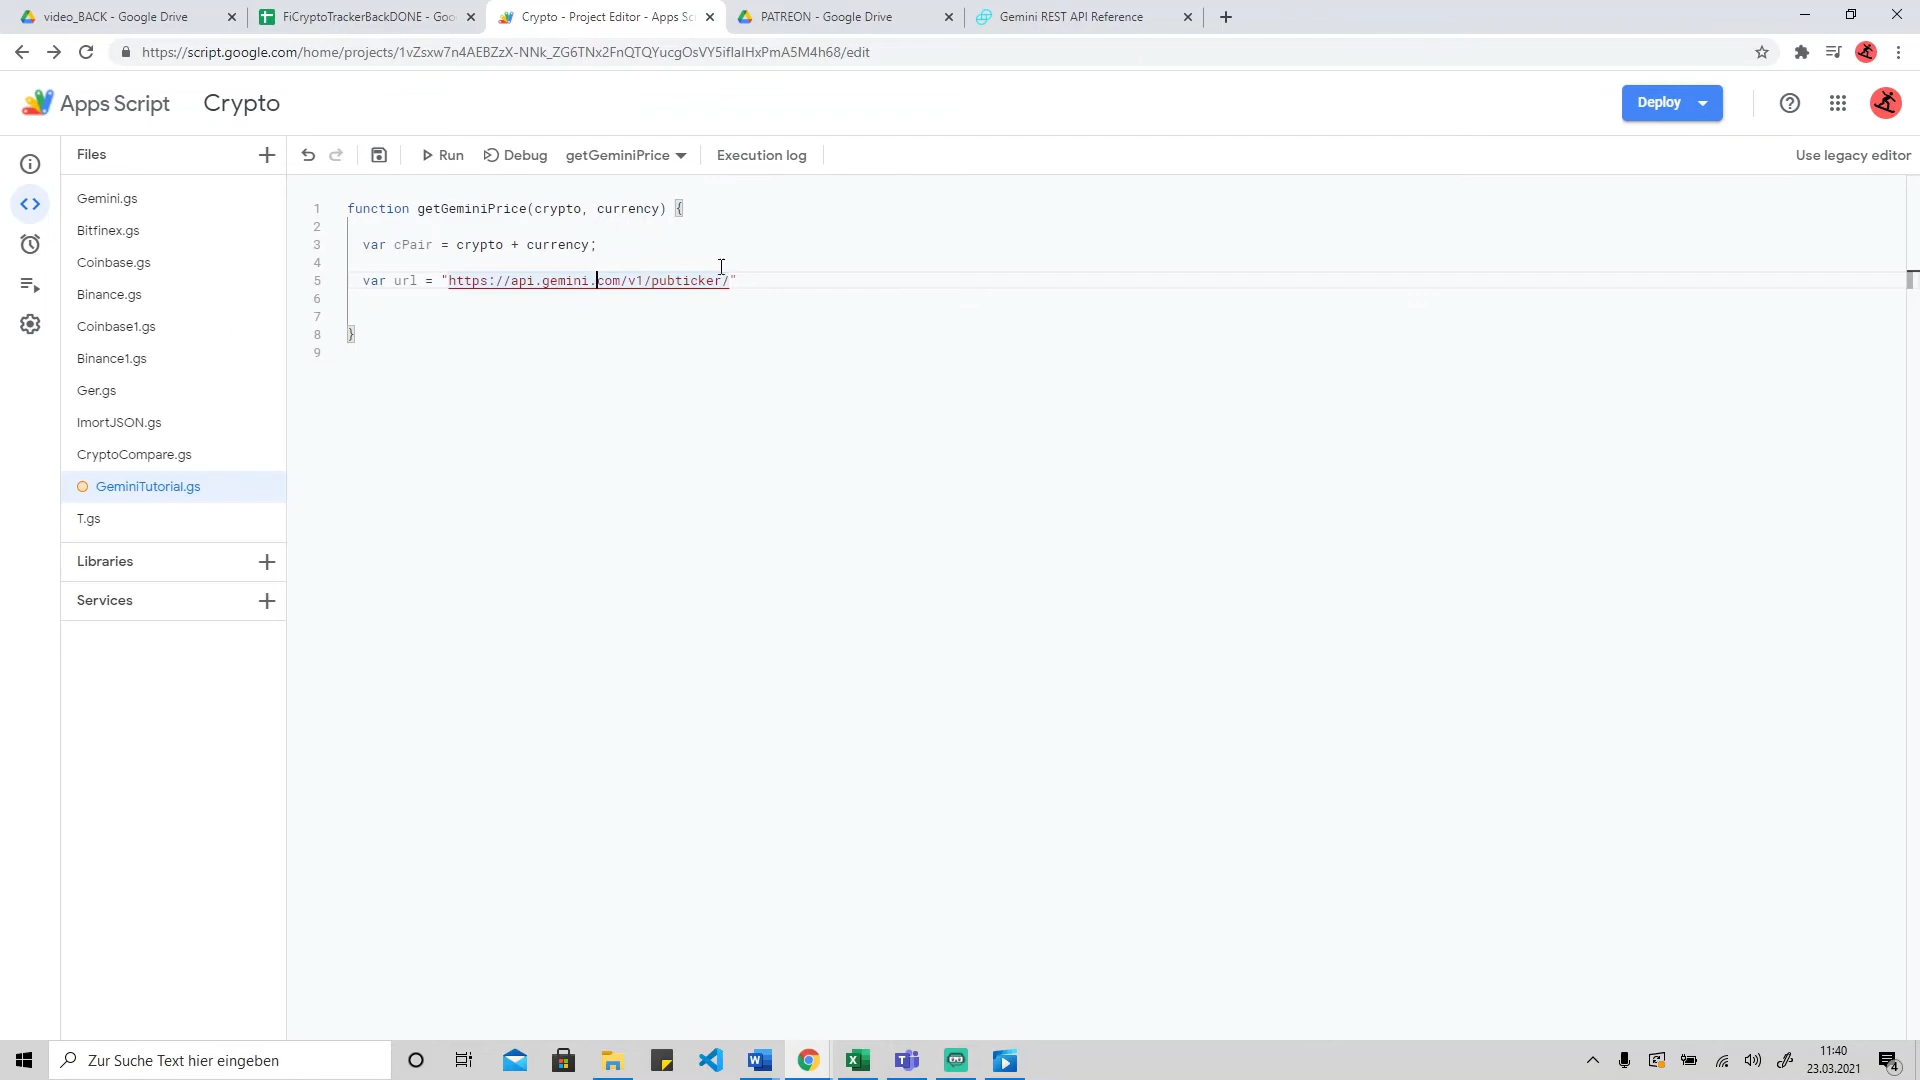 video_BACK - Google Drive
FiCryptoTrackerBackDONE - Goo
Crypto - Project Editor - Apps Sc
PATREON - Google Drive
Gemini REST API Reference
https://script.google.com/home/projects/1vZsxw7n4AEBZzX-NNk_ZG6TNx2FnQTQYucgOsVY5iflaIHxPmA5M4h68/edit
Apps Script
Crypto
Deploy
Files
Run
Debug
getGeminiPrice
Execution log
Use legacy editor
Gemini.gs
Bitfinex.gs
Coinbase.gs
Binance.gs
Coinbase1.gs
Binance1.gs
Ger.gs
ImortJSON.gs
CryptoCompare.gs
GeminiTutorial.gs
T.gs
Libraries
Services
1 function getGeminiPrice(crypto, currency) {
2
3 var cPair = crypto + currency;
4
5 var url = "https://api.gemini.com/v1/pubticker/"
6
7
8 }
9
Zur Suche Text hier eingeben
11:40
23.03.2021
4